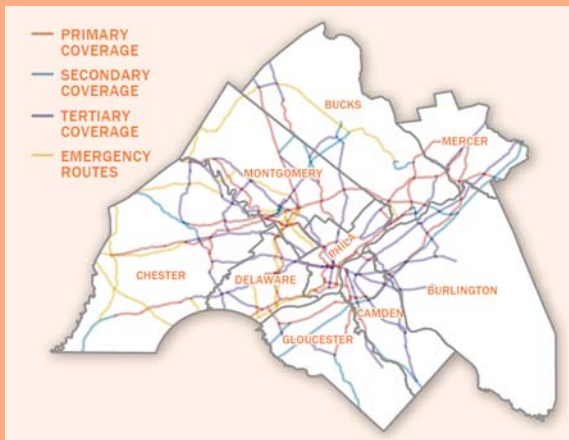 PRIMARY
COVERAGE
SECONDARY
COVERAGE
TERTIARY
COVERAGE
EMERGENCY
ROUTES
BUCKS
MERCER
MONTGOMERY
PHILA
CHESTER
DELAWARE
BURLINGTON
CAMDEN
GLOUCESTER